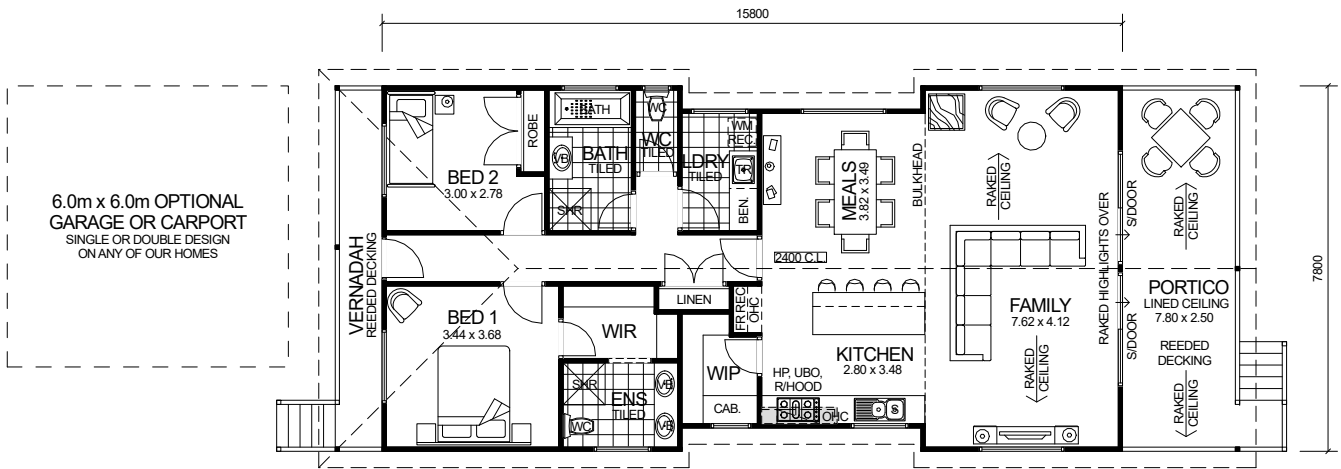 15800
7800
6.0m x 6.0m OPTIONAL
GARAGE OR CARPORT
SINGLE OR DOUBLE DESIGN
ON ANY OF OUR HOMES
VERNADAH
REEDED DECKING
BED 2
3.00 x 2.78
ROBE
BATH
BATH
TILED
VB
SHR
WC
WC
TILED
LDRY
TILED
WM
REC.
TR
BEN.
MEALS
3.82 x 3.49
BULKHEAD
2400 C.L.
RAKED
CEILING
FAMILY
7.62 x 4.12
RAKED
CEILING
RAKED HIGHLIGHTS OVER
S/DOOR
S/DOOR
RAKED
CEILING
PORTICO
LINED CEILING
7.80 x 2.50
REEDED
DECKING
RAKED
CEILING
BED 1
3.44 x 3.68
WIR
LINEN
SHR
VB
VB
ENS
TILED
WC
WIP
CAB.
FR REC.
OHC
KITCHEN
2.80 x 3.48
HP, UBO,
R/HOOD
OHC
S